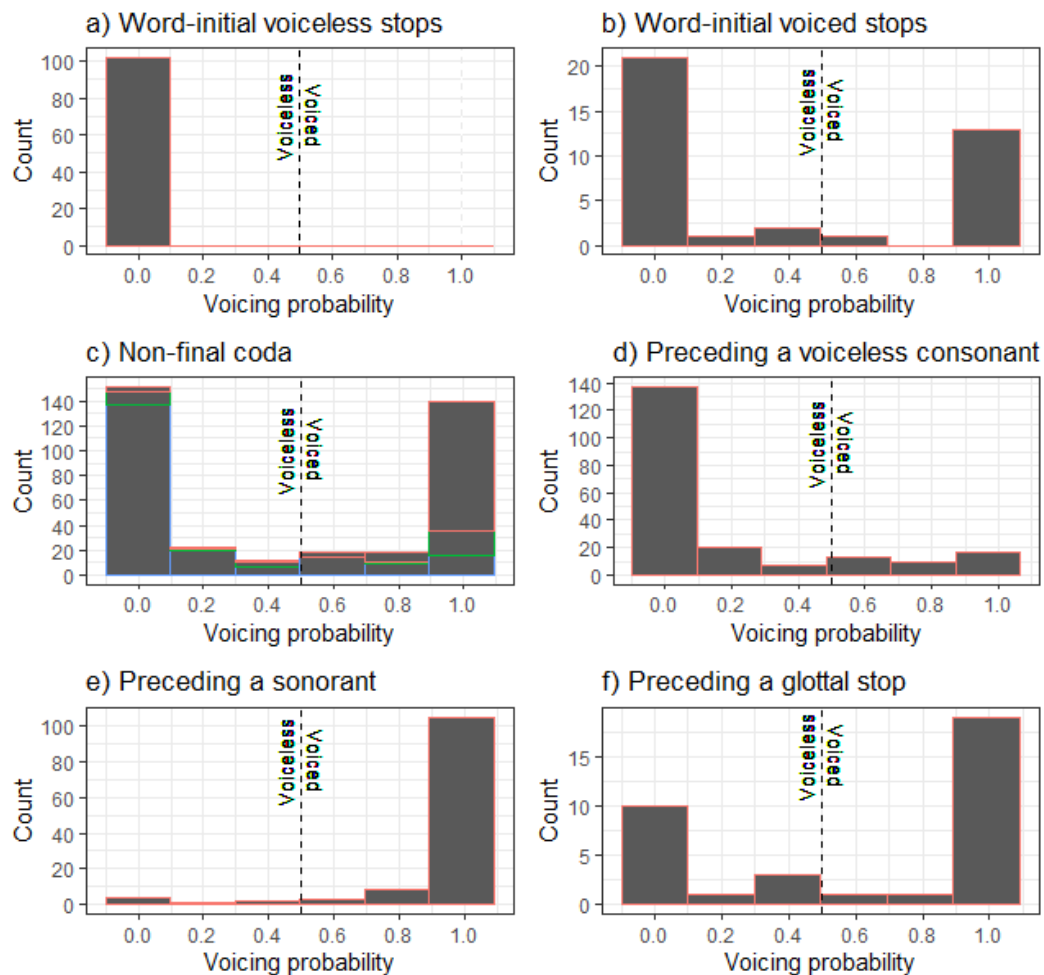 a) Word-initial voiceless stops
100
80
60
40
20
0
Count
Voiceless
Voiced
0.0 0.2 0.4 0.6 0.8 1.0
Voicing probability
b) Word-initial voiced stops
20
15
10
5
0
Count
Voiceless
Voiced
0.0 0.2 0.4 0.6 0.8 1.0
Voicing probability
c) Non-final coda
140
120
100
80
60
40
20
0
Count
Voiceless
Voiced
0.0 0.2 0.4 0.6 0.8 1.0
Voicing probability
d) Preceding a voiceless consonant
140
120
100
80
60
40
20
0
Count
Voiceless
Voiced
0.0 0.2 0.4 0.6 0.8 1.0
Voicing probability
e) Preceding a sonorant
100
80
60
40
20
0
Count
Voiceless
Voiced
0.0 0.2 0.4 0.6 0.8 1.0
Voicing probability
f) Preceding a glottal stop
15
10
5
0
Count
Voiceless
Voiced
0.0 0.2 0.4 0.6 0.8 1.0
Voicing probability